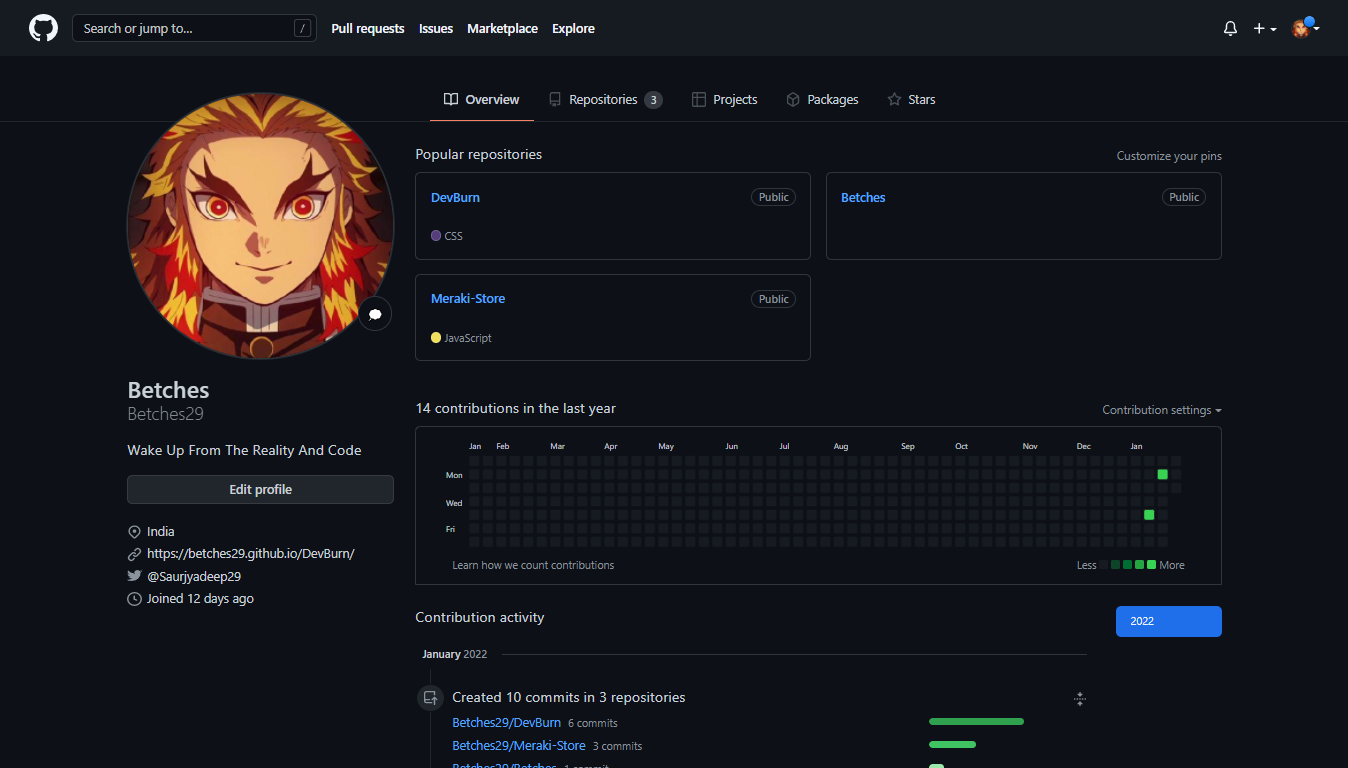 Search or jump to... /
Pull requests Issues Marketplace Explore
Overview Repositories 3 Projects Packages Stars
Betches
Betches29
Wake Up From The Reality And Code
Edit profile
India
https://betches29.github.io/DevBurn/
@Saurjyadeep29
Joined 12 days ago
Popular repositories
Customize your pins
DevBurn Public
CSS
Betches Public
Meraki-Store Public
JavaScript
14 contributions in the last year
Contribution settings
Jan Feb Mar Apr May Jun Jul Aug Sep Oct Nov Dec Jan
Mon
Wed
Fri
Learn how we count contributions
Less More
Contribution activity
2022
January 2022
Created 10 commits in 3 repositories
Betches29/DevBurn 6 commits
Betches29/Meraki-Store 3 commits
Betches29/Betches 1 commit